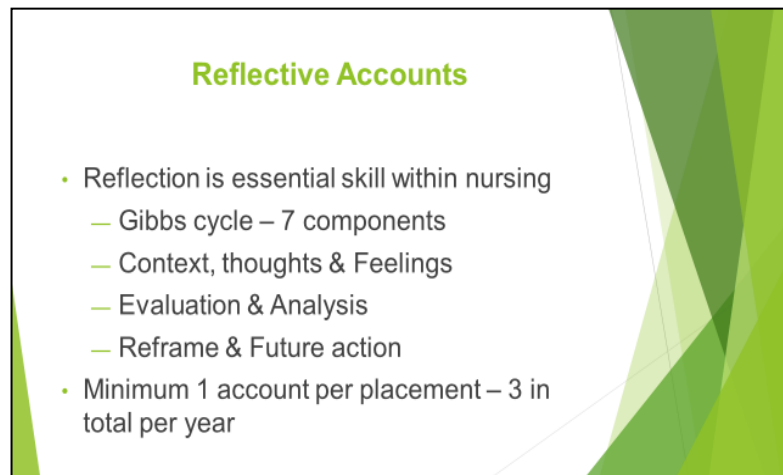 Reflective Accounts
• Reflection is essential skill within nursing
— Gibbs cycle – 7 components
— Context, thoughts & Feelings
— Evaluation & Analysis
— Reframe & Future action
• Minimum 1 account per placement – 3 in
total per year